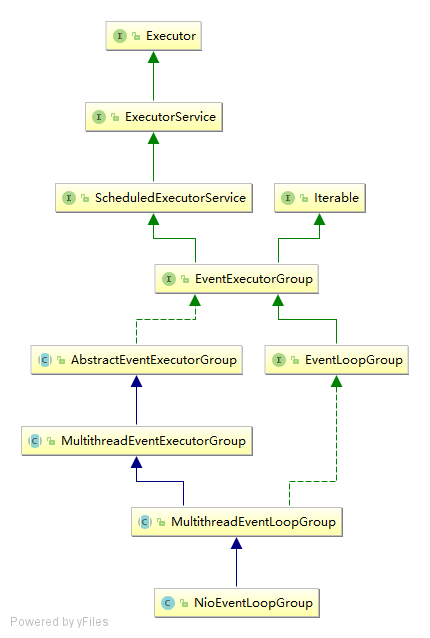 I Executor
I ExecutorService
I ScheduledExecutorService
I Iterable
I EventExecutorGroup
C AbstractEventExecutorGroup
I EventLoopGroup
C MultithreadEventExecutorGroup
C MultithreadEventLoopGroup
C NioEventLoopGroup
Powered by yFiles